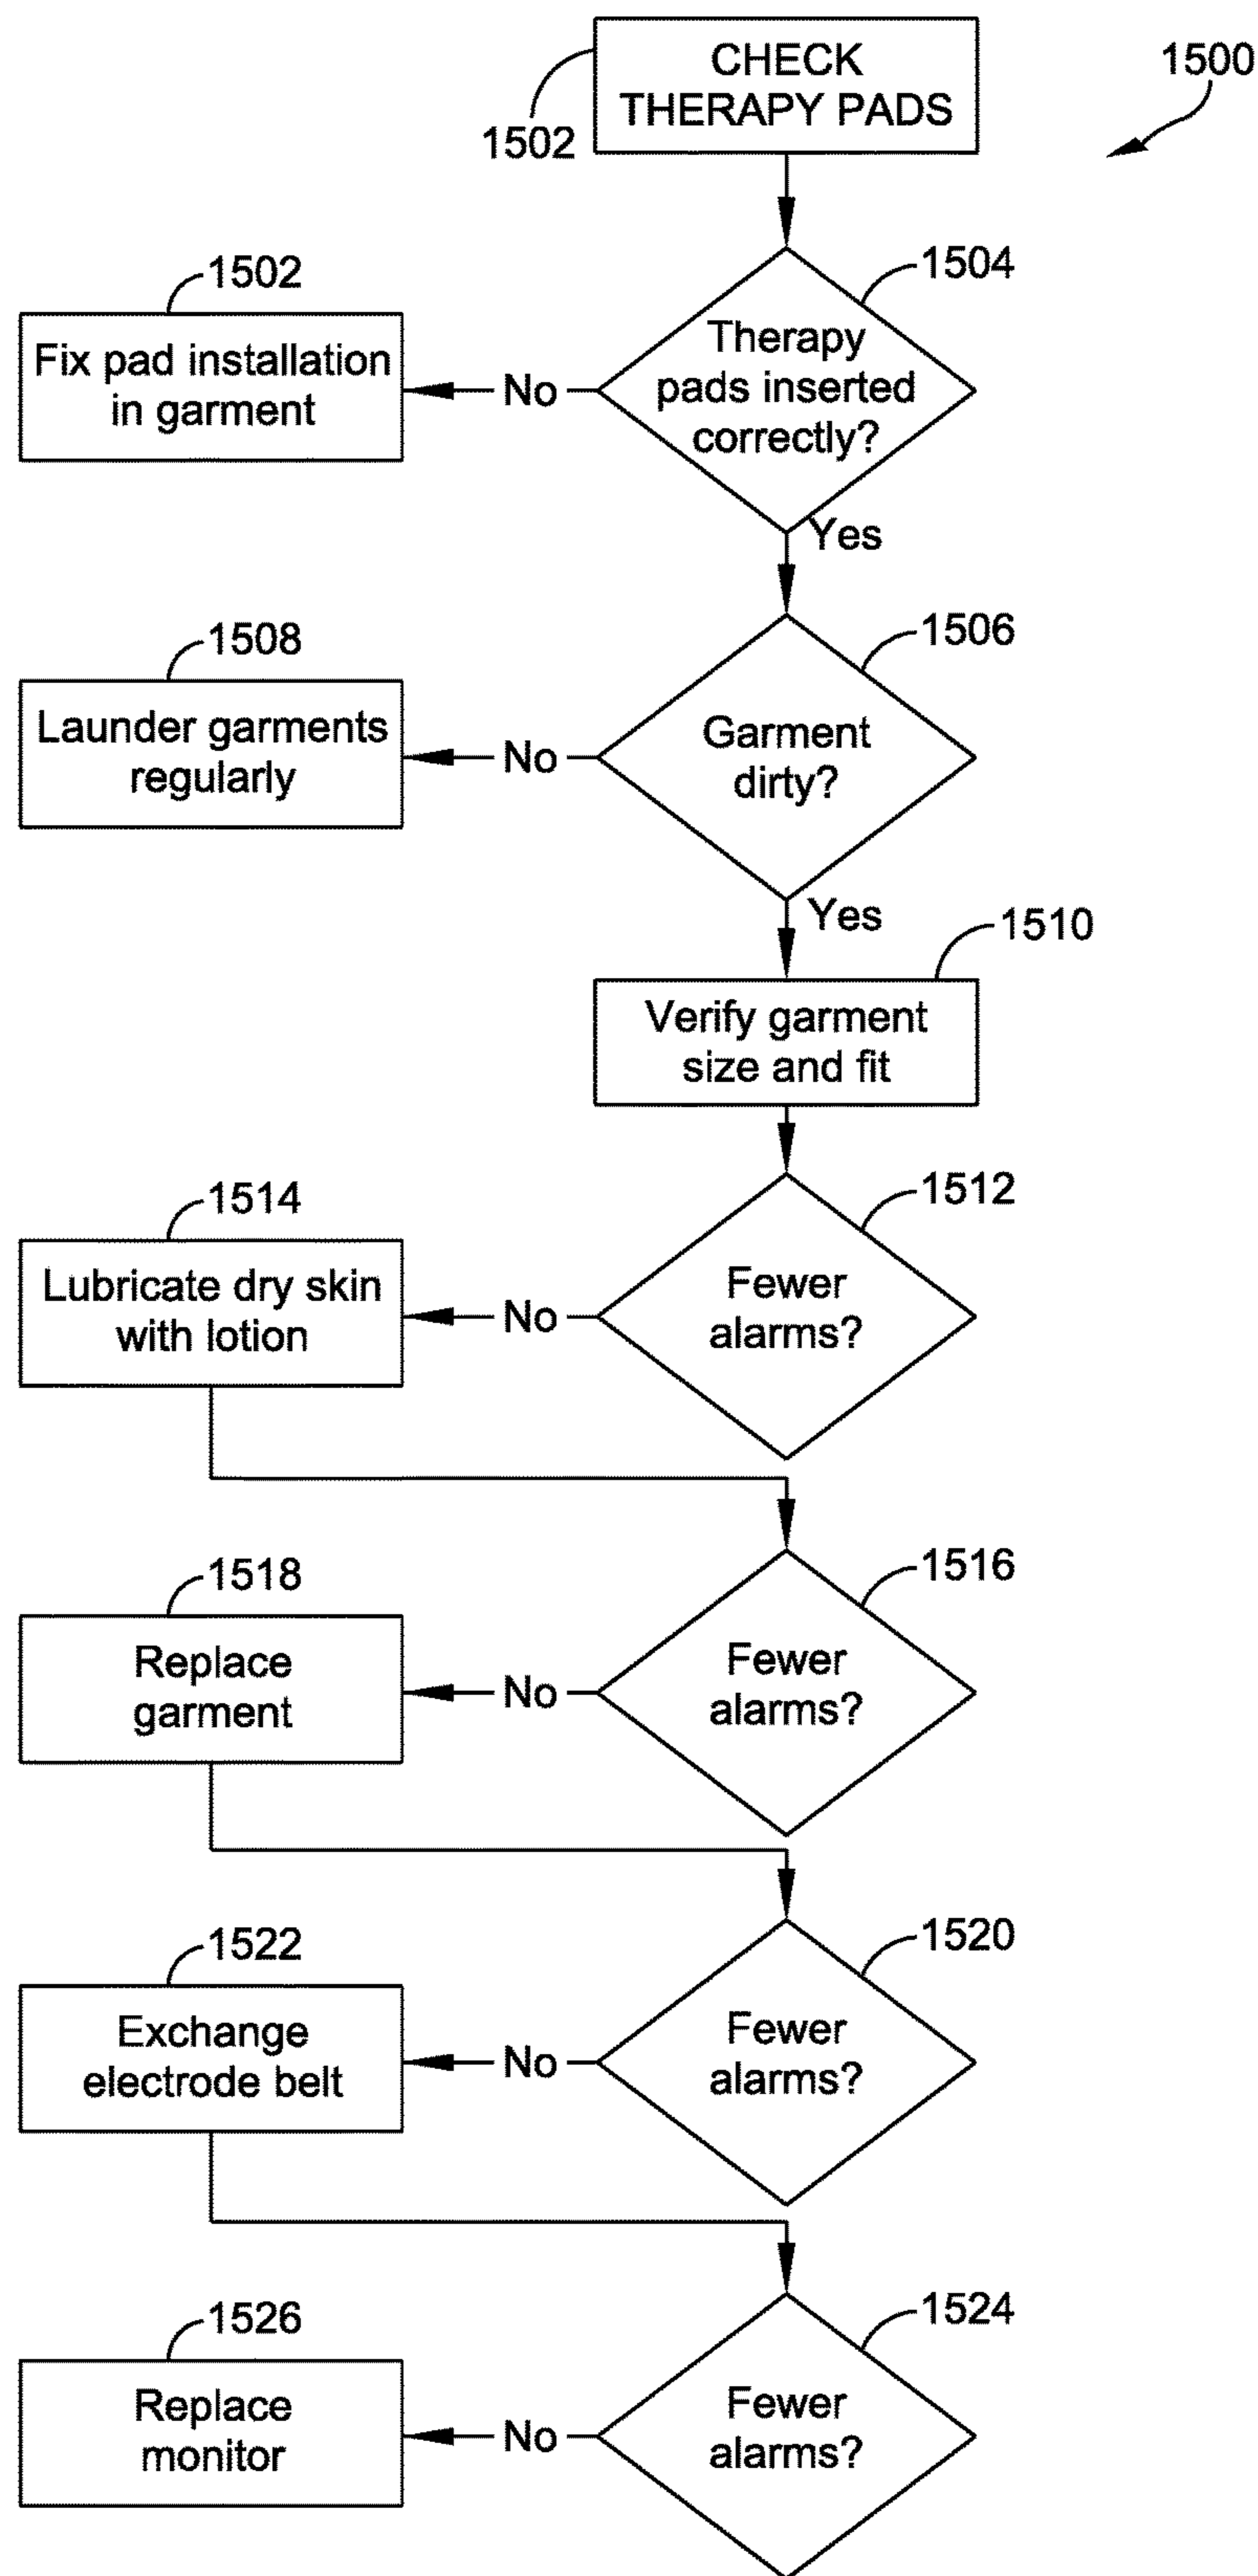 CHECK
THERAPY PADS
1500
1502
1502
1504
Fix pad installation
in garment
No
Therapy
pads inserted
correctly?
Yes
1508
1506
Launder garments
regularly
No
Garment
dirty?
Yes
1510
Verify garment
size and fit
1514
1512
Lubricate dry skin
with lotion
No
Fewer
alarms?
1518
1516
Replace
garment
No
Fewer
alarms?
1522
1520
Exchange
electrode belt
No
Fewer
alarms?
1526
1524
Replace
monitor
No
Fewer
alarms?